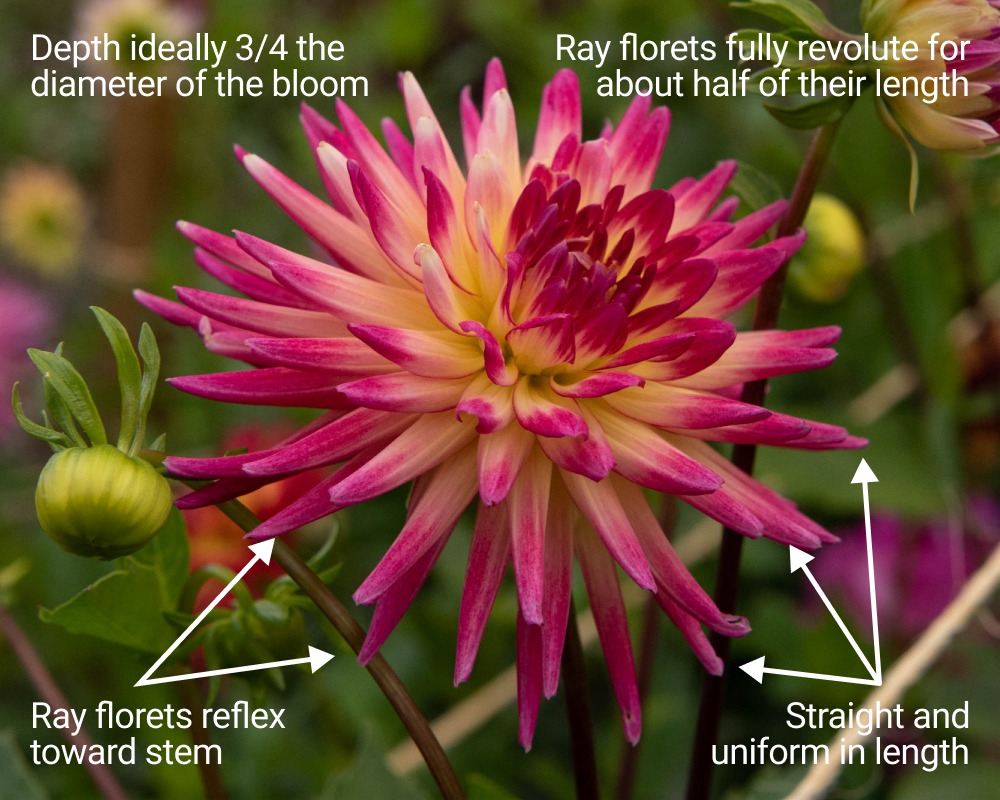 Depth ideally 3/4 the
diameter of the bloom
Ray florets fully revolute for
about half of their length
Ray florets reflex
toward stem
Straight and
uniform in length